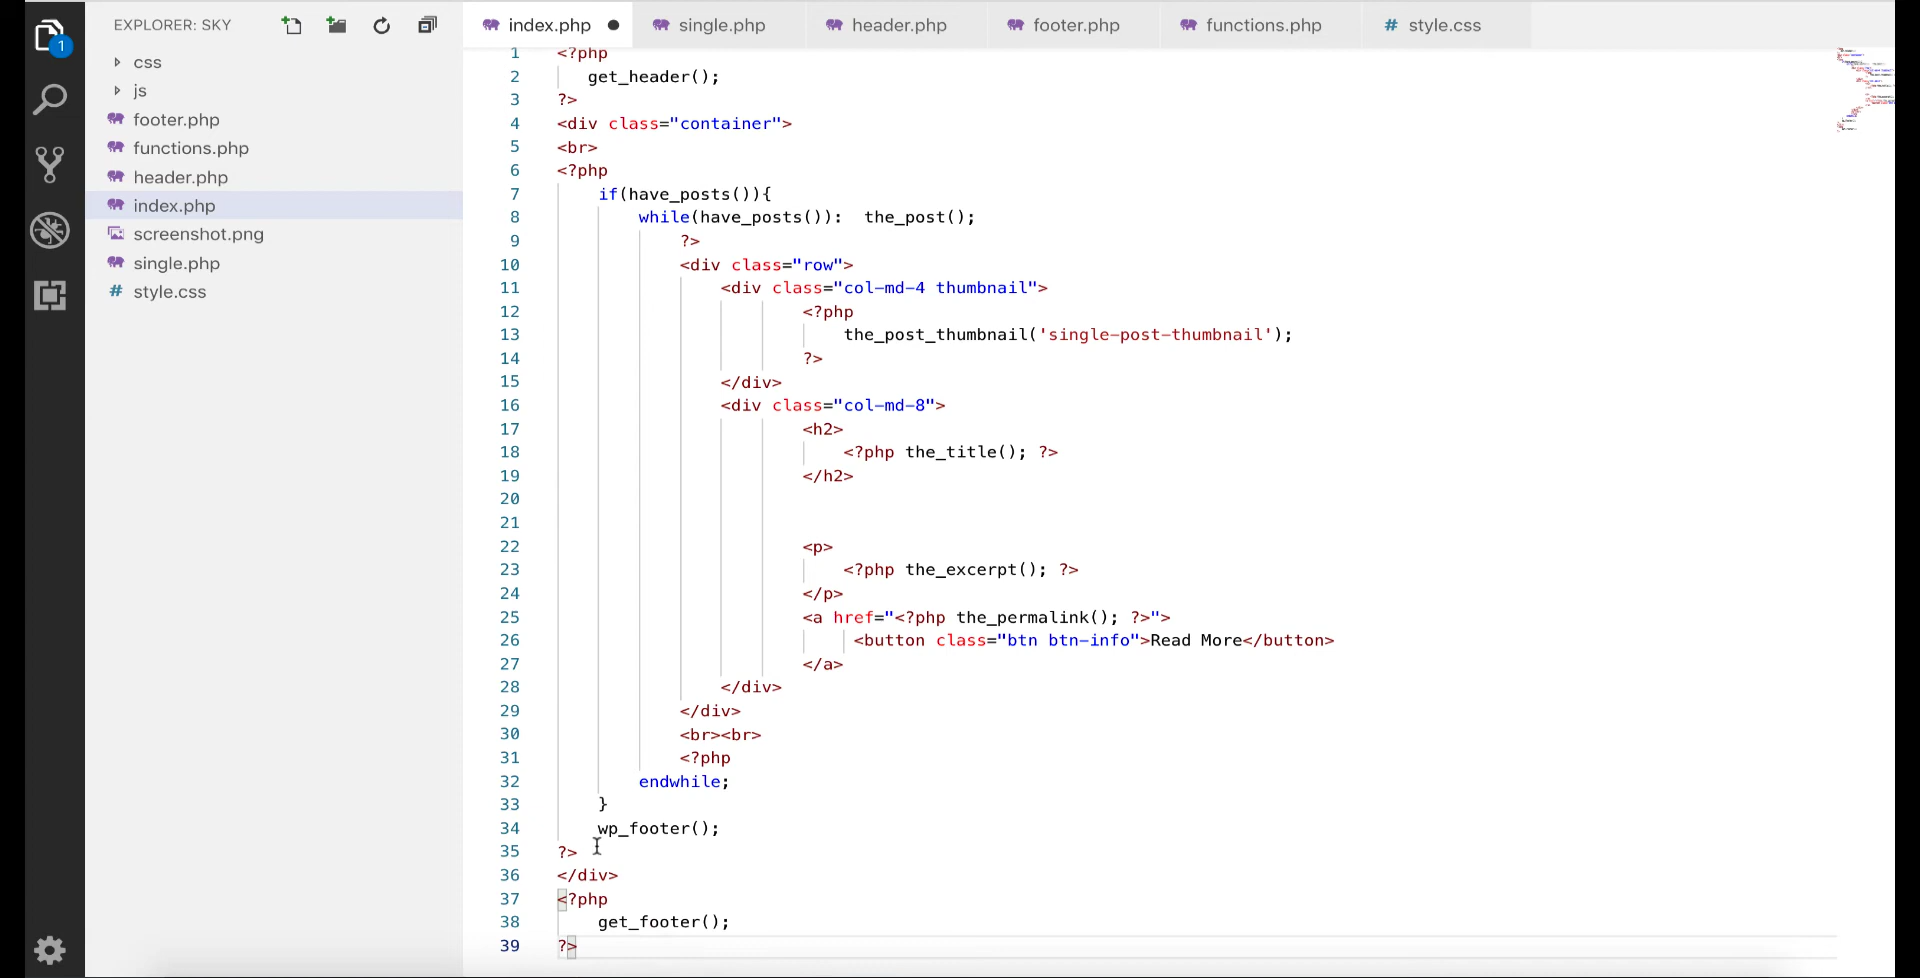 EXPLORER: SKY
index.php
single.php
header.php
footer.php
functions.php
# style.css
1
css
js
footer.php
functions.php
header.php
index.php
screenshot.png
single.php
# style.css
1 <?php
2 get_header();
3 ?>
4 <div class="container">
5 <br>
6 <?php
7 if(have_posts()){
8 while(have_posts()):  the_post();
9 ?>
10 <div class="row">
11 <div class="col-md-4 thumbnail">
12 <?php
13 the_post_thumbnail('single-post-thumbnail');
14 ?>
15 </div>
16 <div class="col-md-8">
17 <h2>
18 <?php the_title(); ?>
19 </h2>
20
21
22 <p>
23 <?php the_excerpt(); ?>
24 </p>
25 <a href="<?php the_permalink(); ?>">
26 <button class="btn btn-info">Read More</button>
27 </a>
28 </div>
29 </div>
30 <br><br>
31 <?php
32 endwhile;
33 }
34 wp_footer();
35 ?>
36 </div>
37 <?php
38 get_footer();
39 ?>